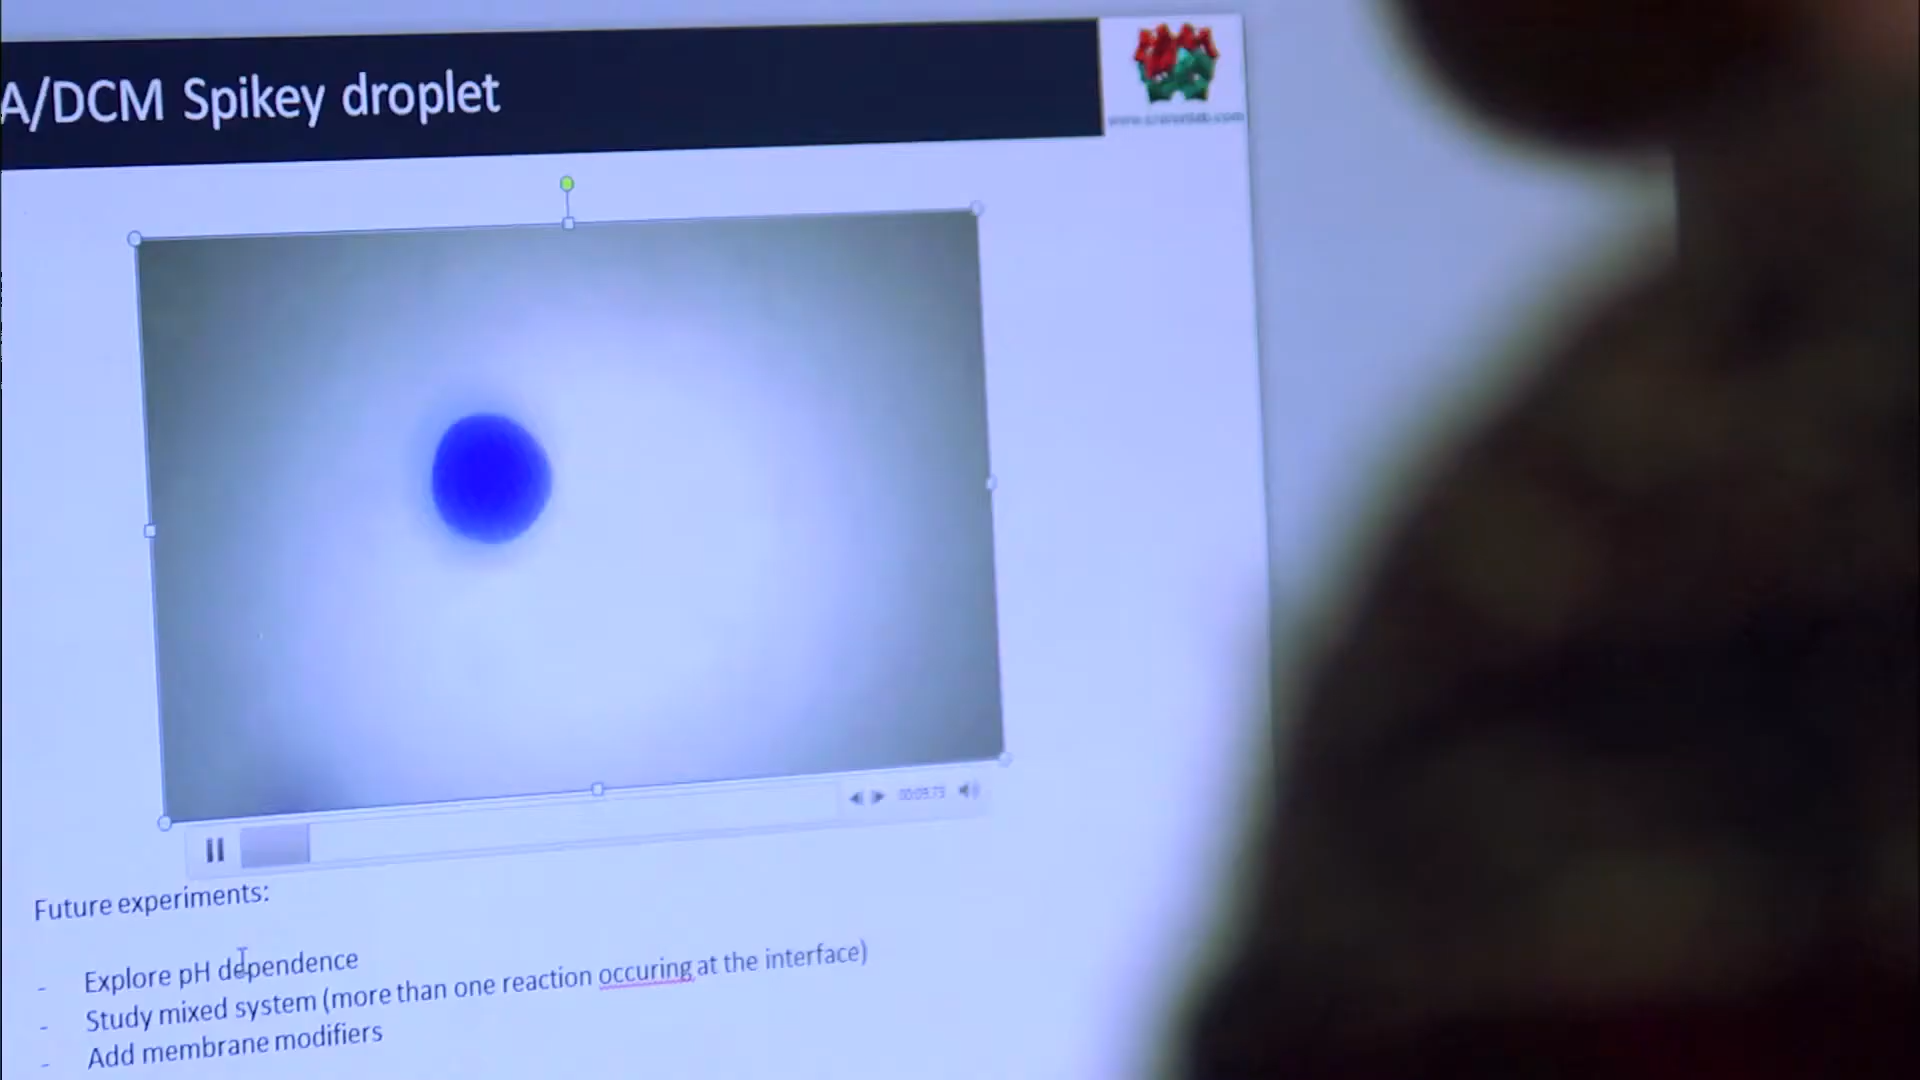 A/DCM Spikey droplet
Future experiments:
- Explore pH dependence
- Study mixed system (more than one reaction occuring at the interface)
- Add membrane modifiers